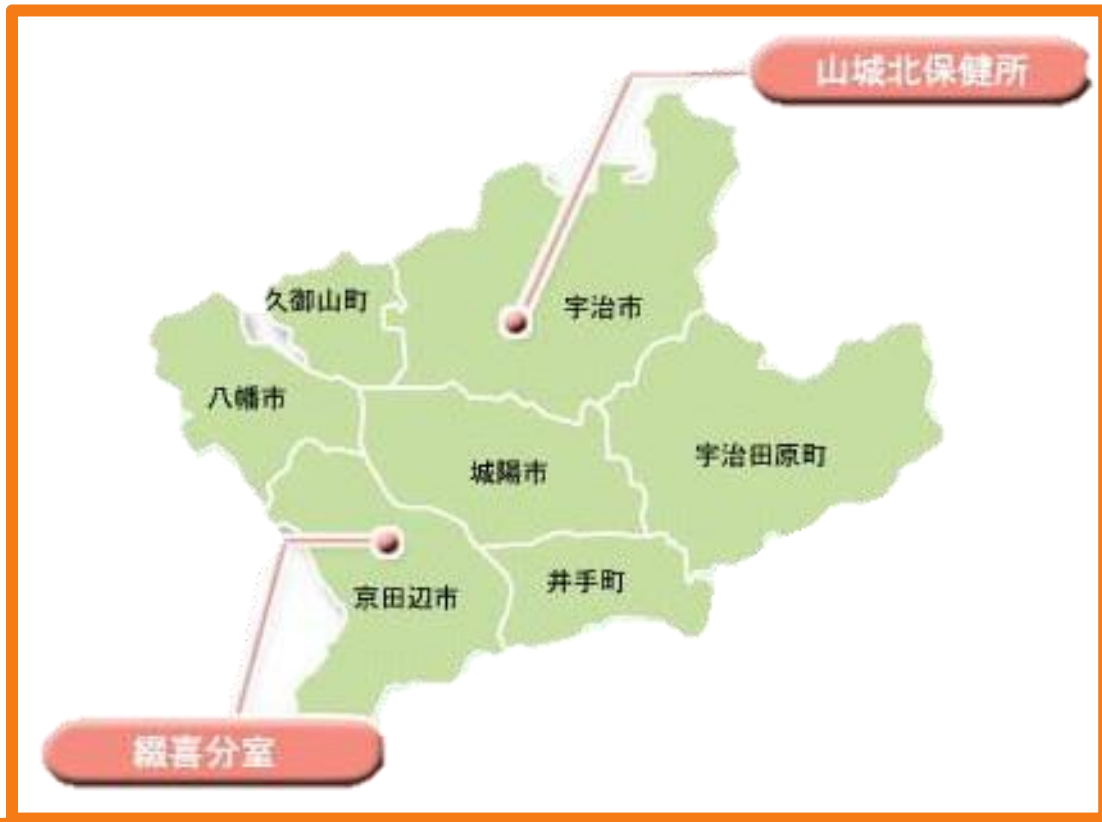 山城北保健所
久御山町
宇治市
八幡市
城陽市
宇治田原町
井手町
京田辺市
綴喜分室